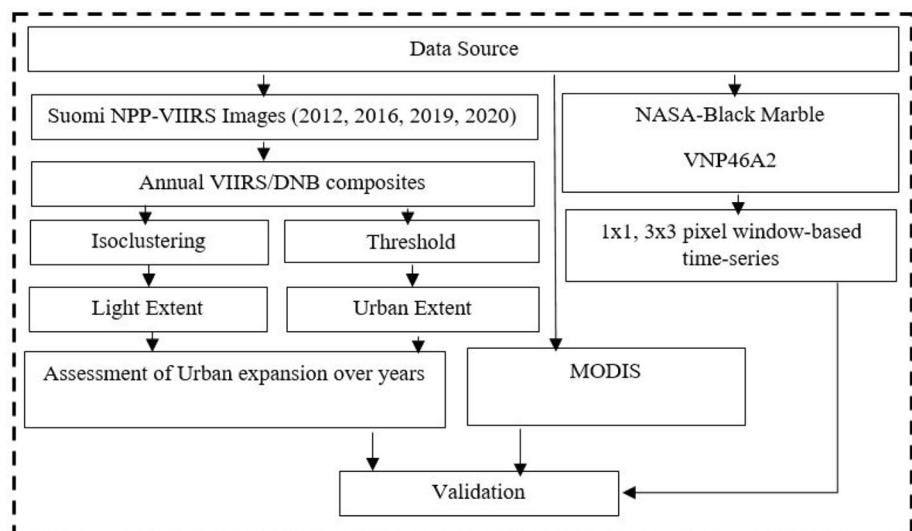 Data Source
Suomi NPP-VIIRS Images (2012, 2016, 2019, 2020)
NASA-Black Marble
VNP46A2
Annual VIIRS/DNB composites
Isoclustering
Threshold
1x1, 3x3 pixel window-based
time-series
Light Extent
Urban Extent
Assessment of Urban expansion over years
MODIS
Validation